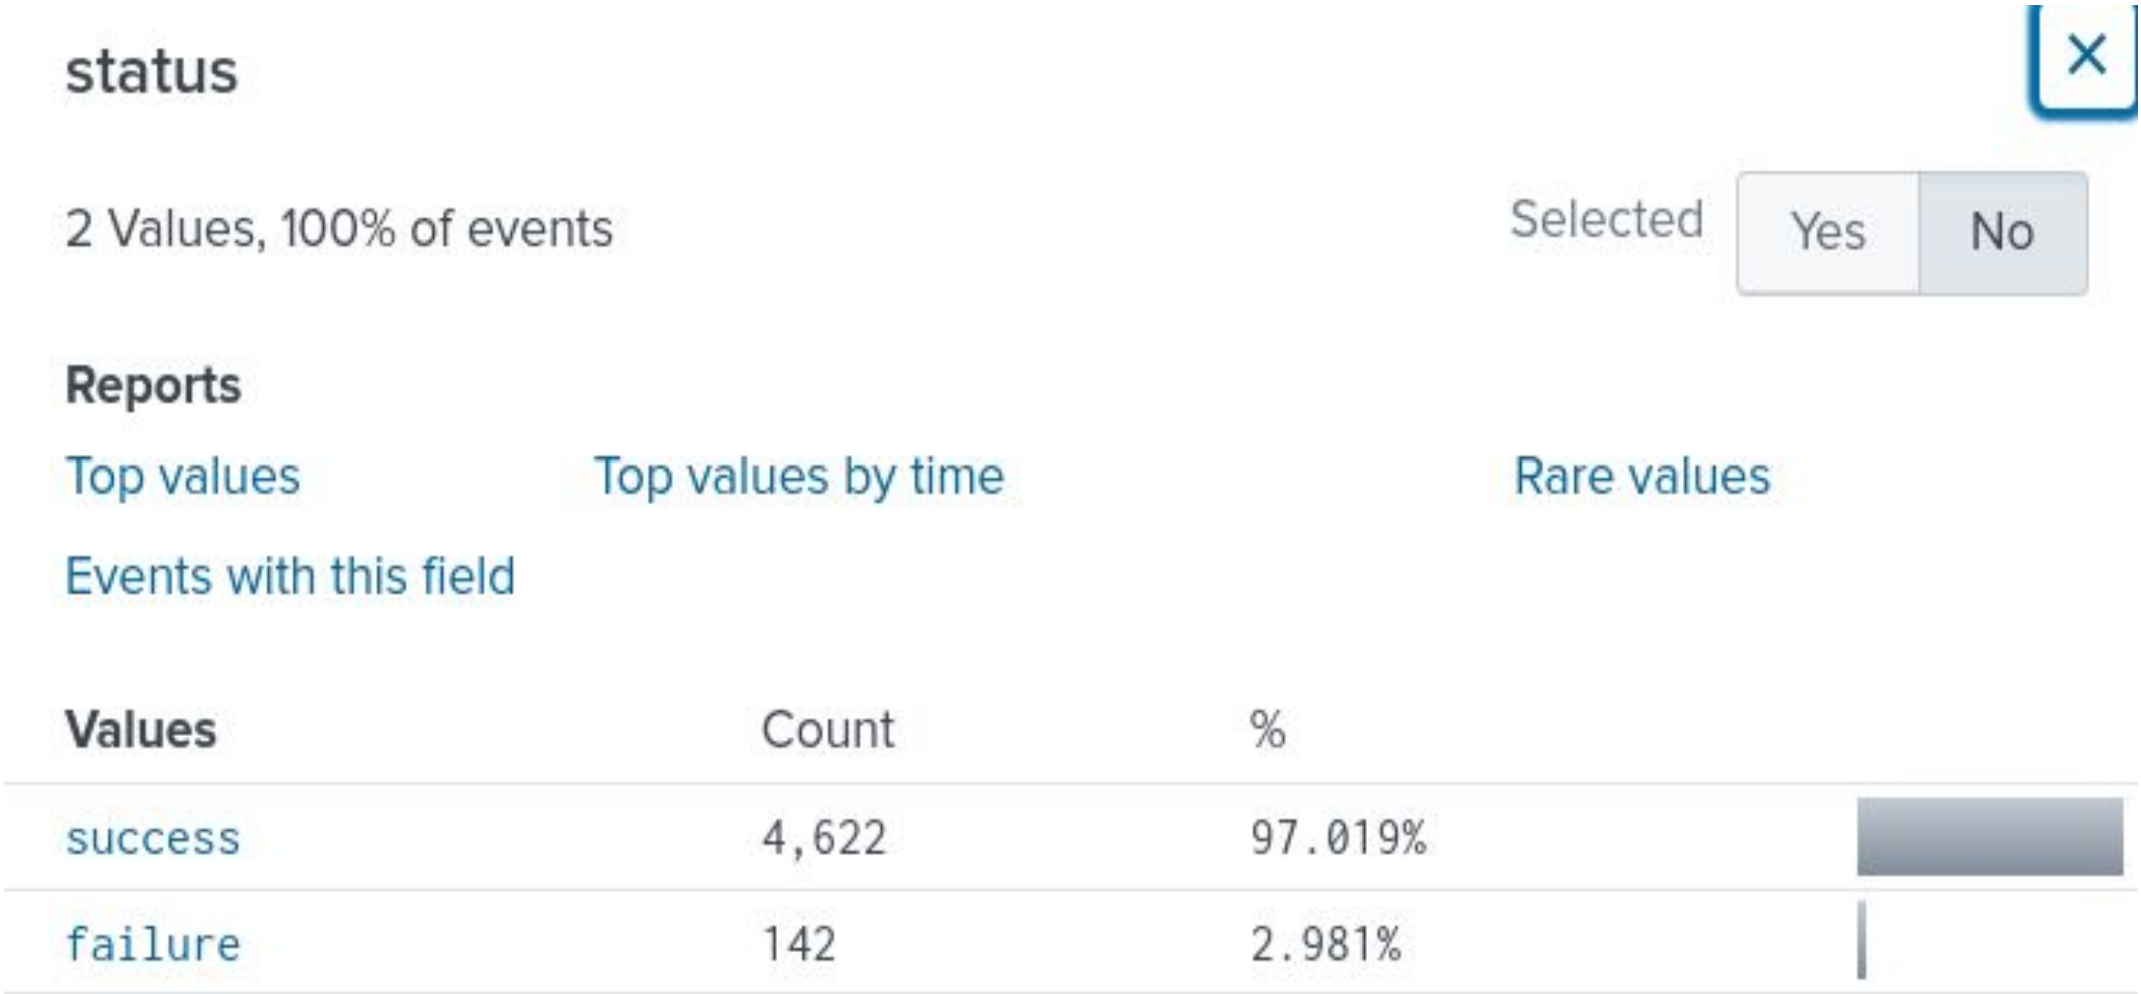 status
2 Values, 100% of events
Selected Yes No
Reports
Top values Top values by time Rare values
Events with this field
Values Count %
success 4,622 97.019%
failure 142 2.981%